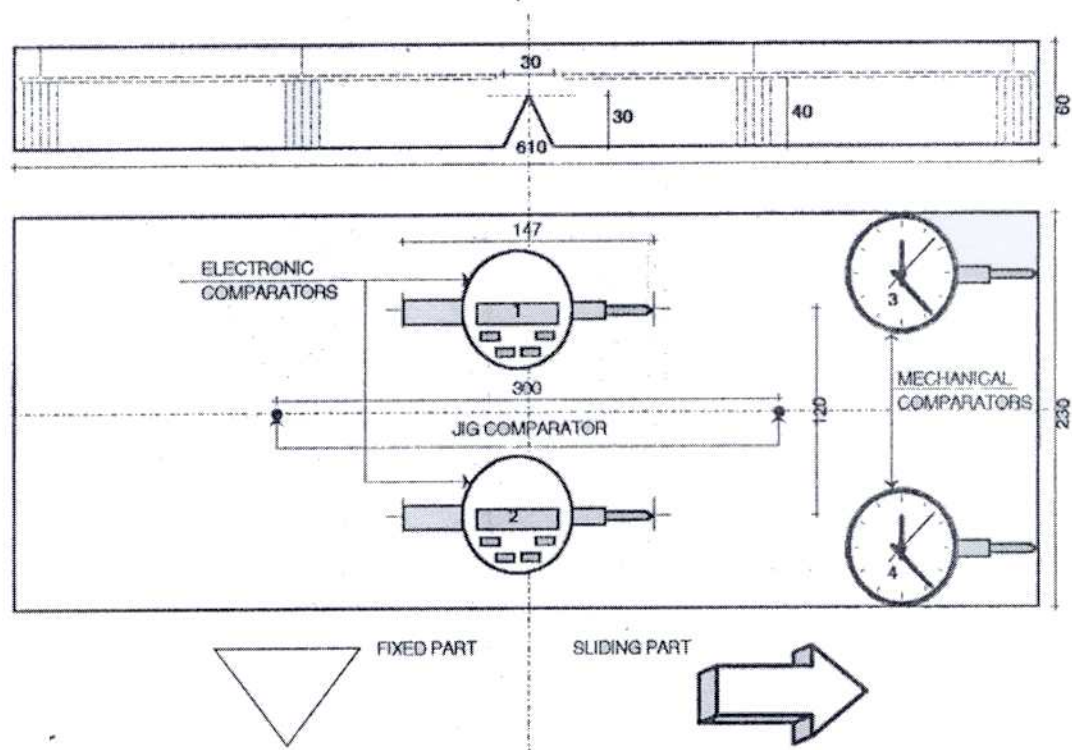 30
30
40
60
610
147
ELECTRONIC
COMPARATORS
1
3
300
JIG COMPARATOR
120
MECHANICAL
COMPARATORS
230
2
4
FIXED PART
SLIDING PART